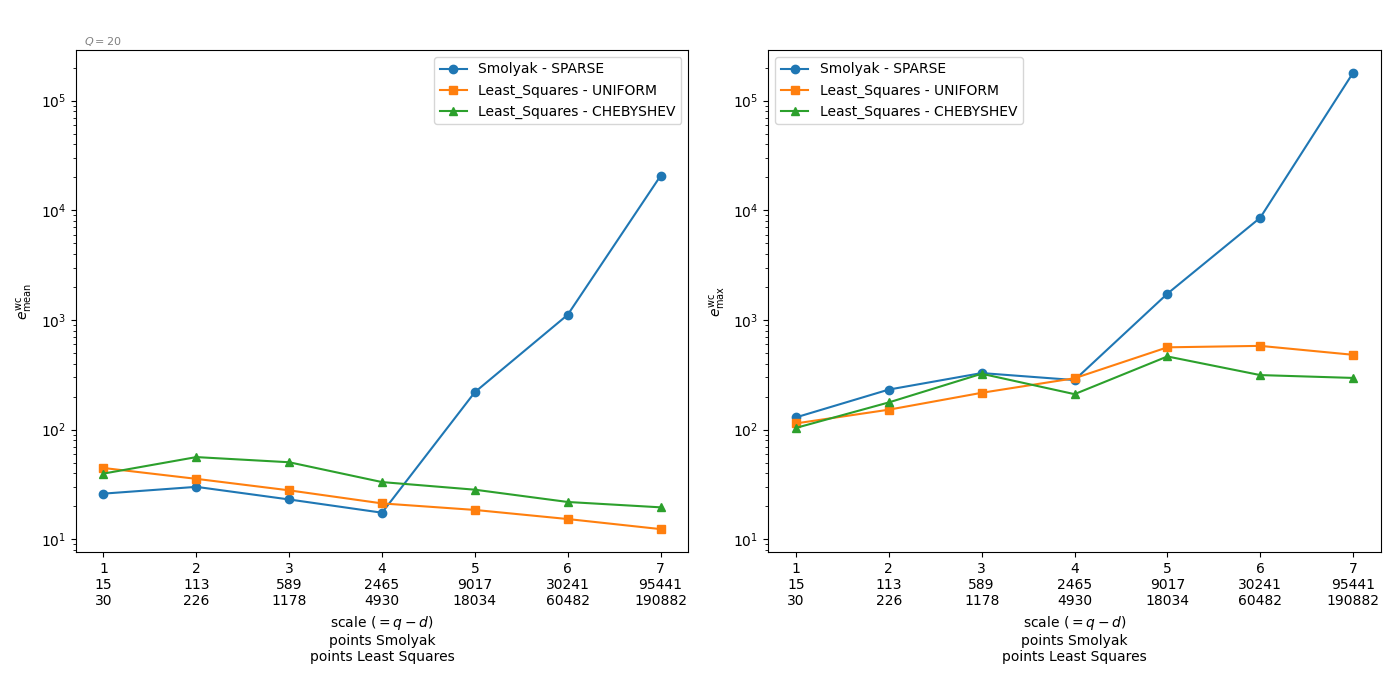 Q = 20
10^5
10^4
10^3
10^2
10^1
e^wc_mean
Smolyak - SPARSE
Least_Squares - UNIFORM
Least_Squares - CHEBYSHEV
1 2 3 4 5 6 7
15 113 589 2465 9017 30241 95441
30 226 1178 4930 18034 60482 190882
scale (= q − d)
points Smolyak
points Least Squares
10^5
10^4
10^3
10^2
10^1
e^wc_max
Smolyak - SPARSE
Least_Squares - UNIFORM
Least_Squares - CHEBYSHEV
1 2 3 4 5 6 7
15 113 589 2465 9017 30241 95441
30 226 1178 4930 18034 60482 190882
scale (= q − d)
points Smolyak
points Least Squares